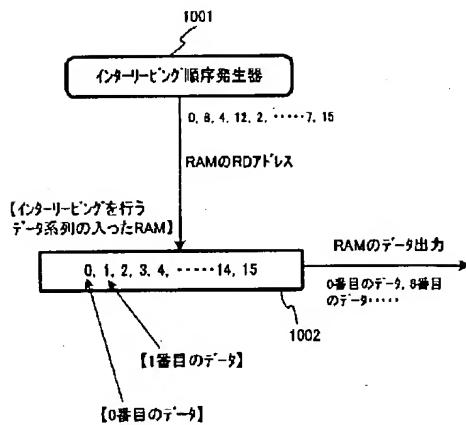 1001
インターリービング順序発生器
0, 8, 4, 12, 2, ‥‥‥7, 15
RAMのRDアドレス
【インターリービングを行う
データ系列の入ったRAM】
RAMのデータ出力
0, 1, 2, 3, 4, ‥‥‥14, 15
0番目のデータ, 8番目
のデータ‥‥‥
1002
【1番目のデータ】
【0番目のデータ】